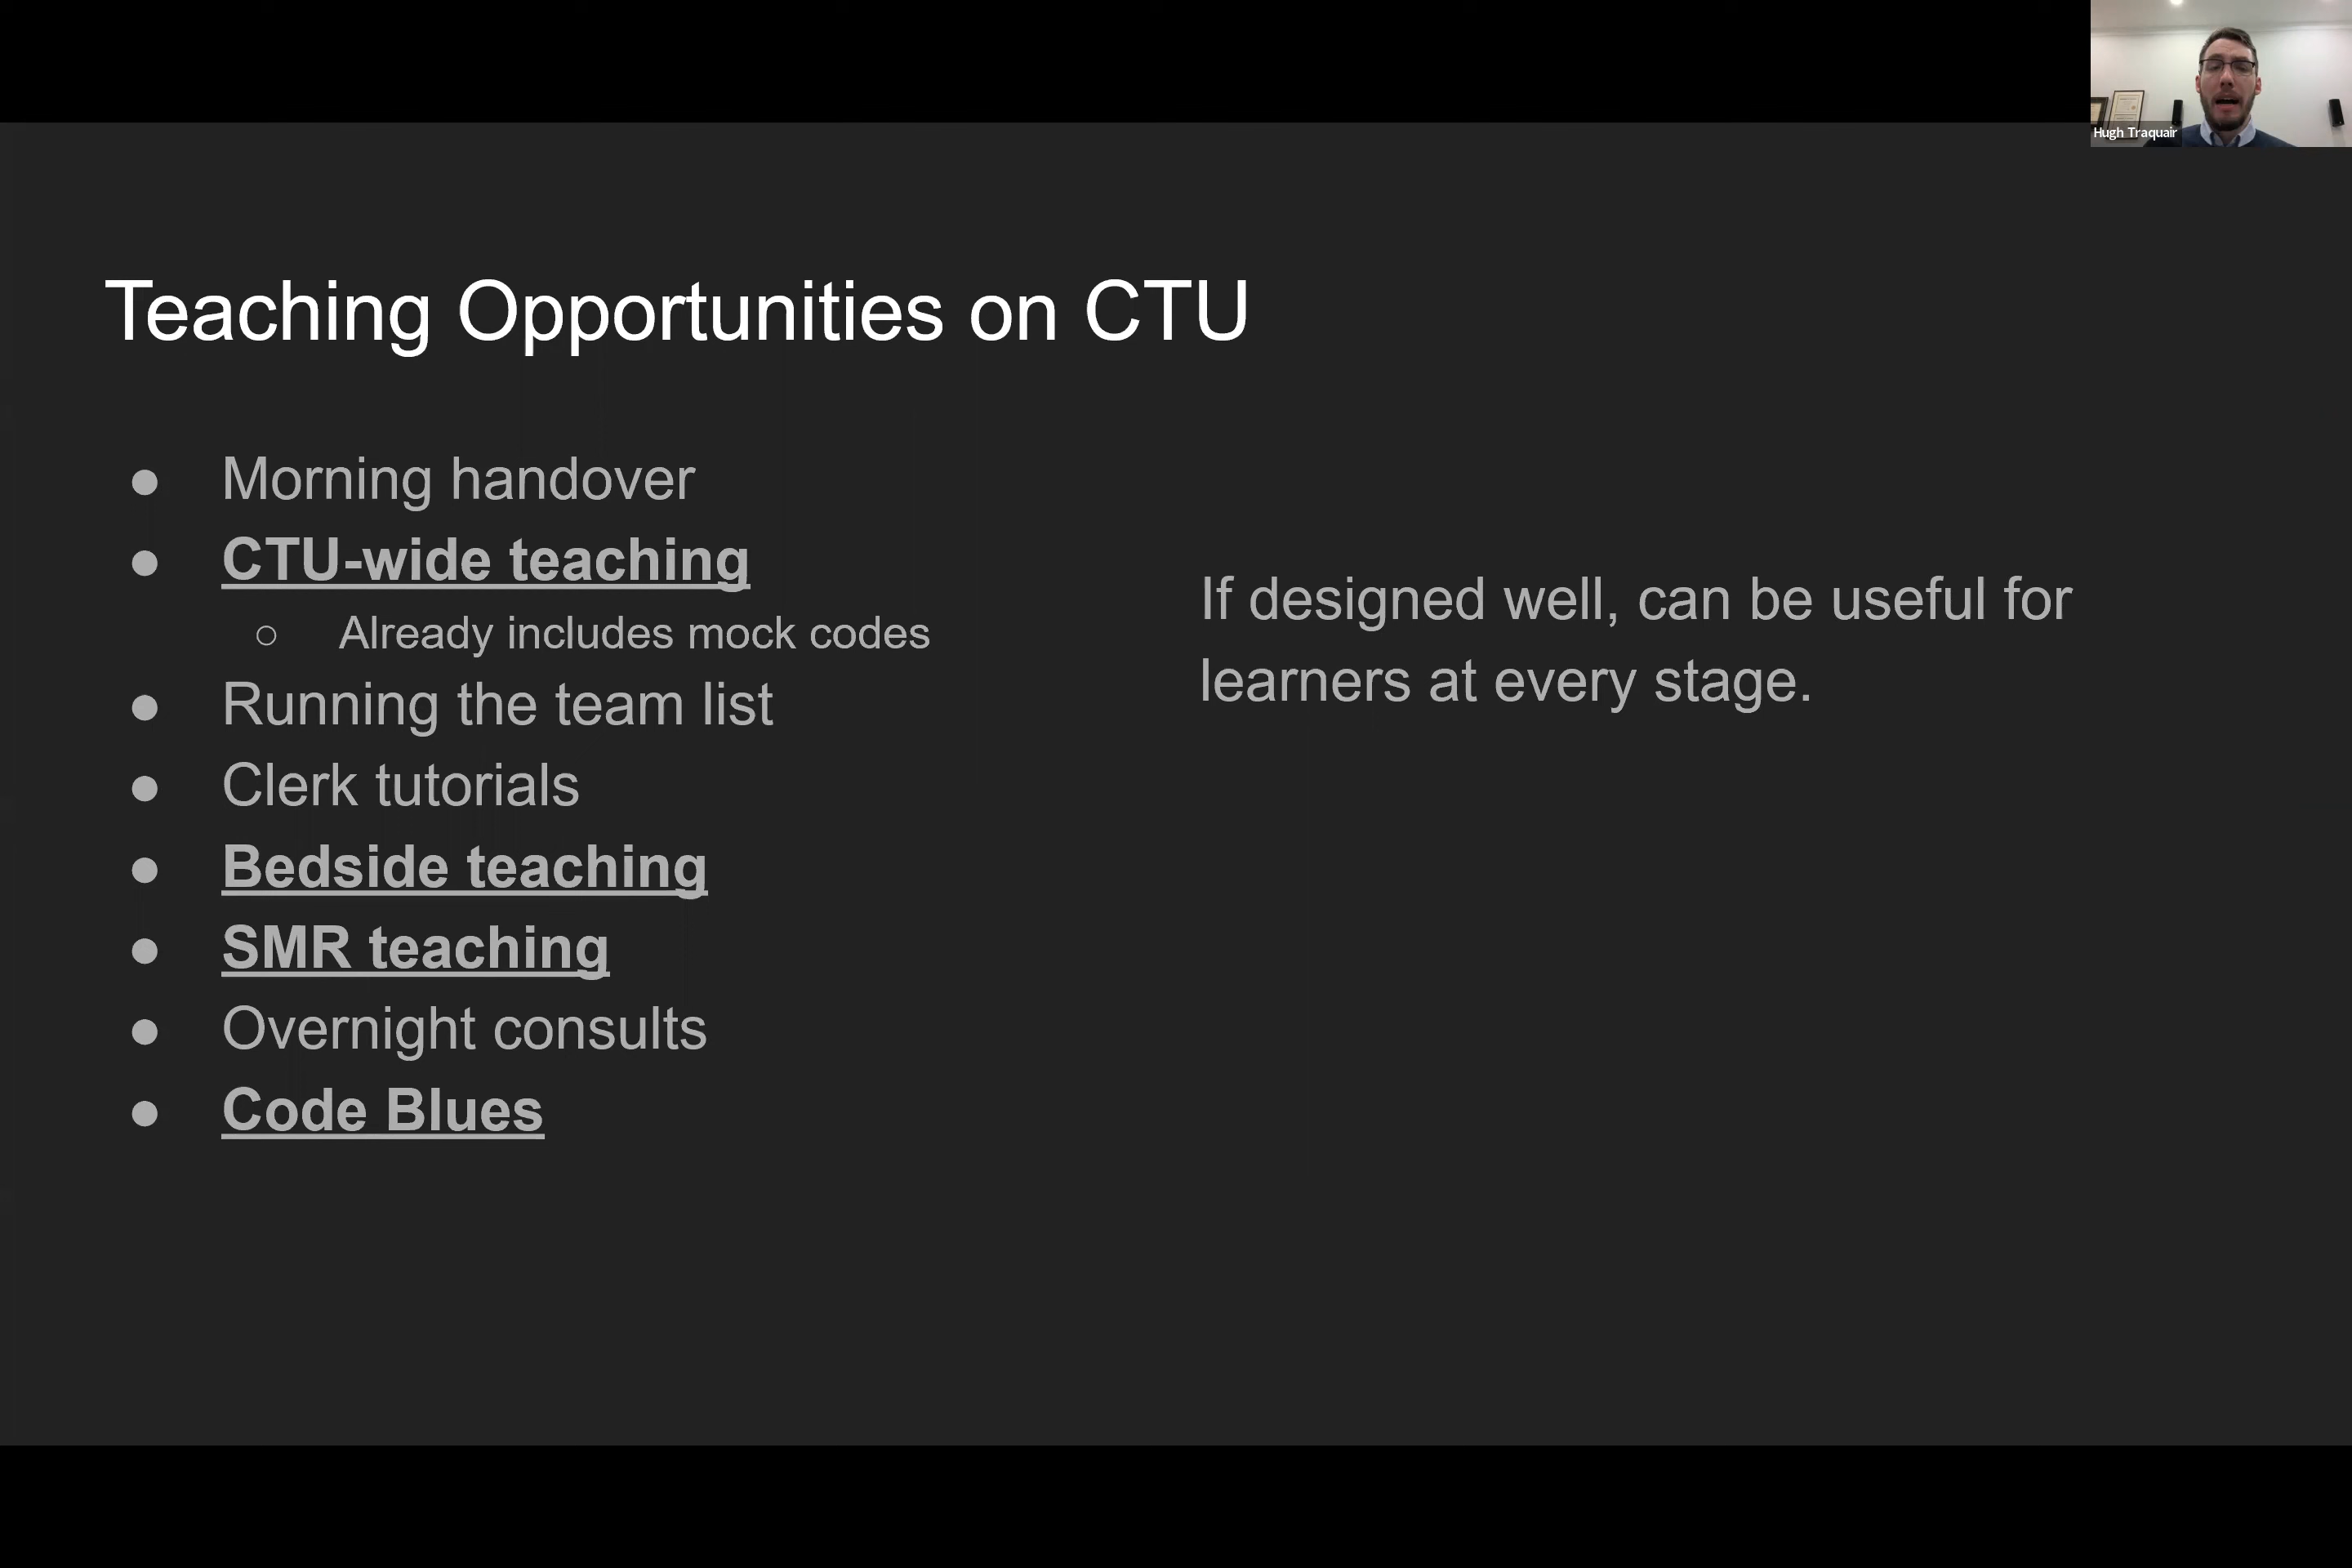 Hugh Traquair
Teaching Opportunities on CTU
● Morning handover
● CTU-wide teaching
○ Already includes mock codes
● Running the team list
● Clerk tutorials
● Bedside teaching
● SMR teaching
● Overnight consults
● Code Blues
If designed well, can be useful for
learners at every stage.